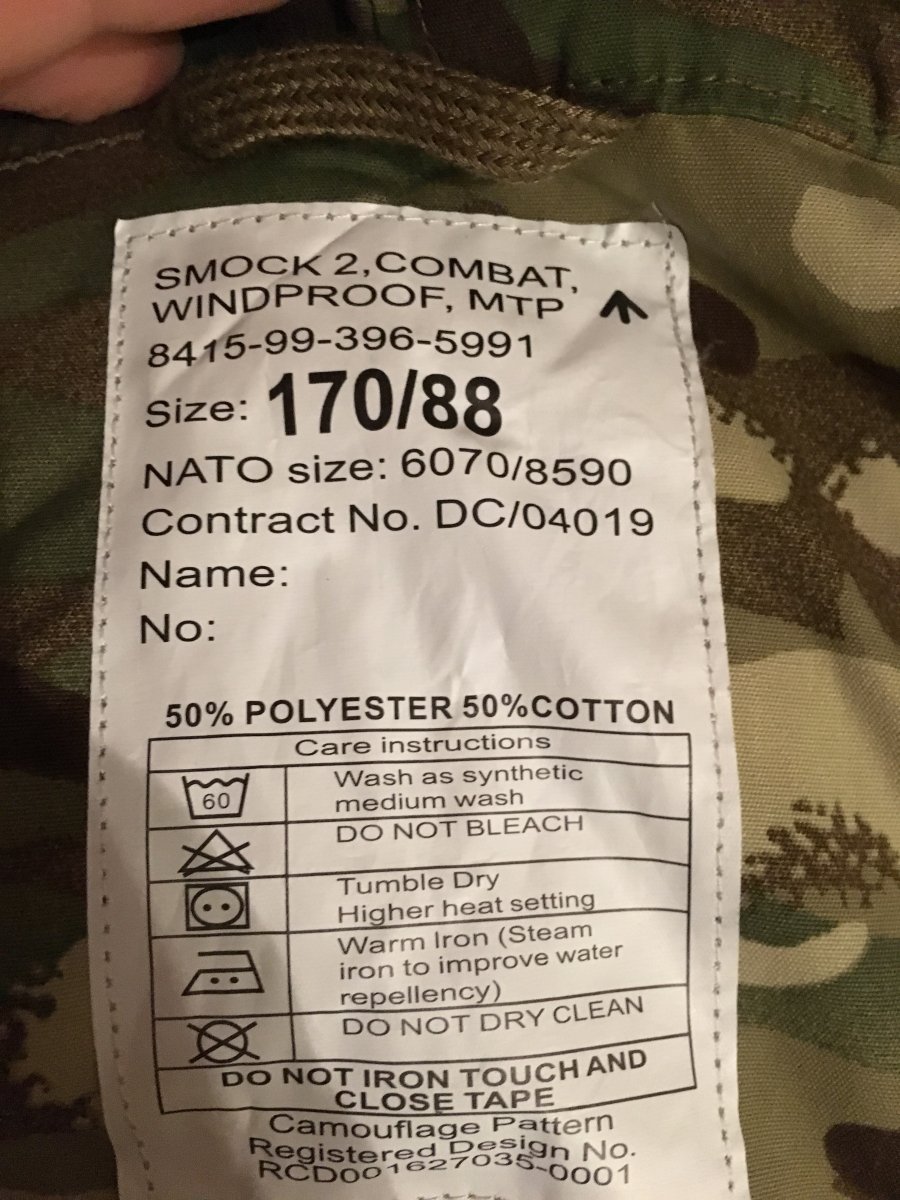 SMOCK 2,COMBAT,
WINDPROOF, MTP
8415-99-396-5991
Size: 170/88
NATO size: 6070/8590
Contract No. DC/04019
Name:
No:
50% POLYESTER 50%COTTON
Care instructions
60
Wash as synthetic
medium wash
DO NOT BLEACH
Tumble Dry
Higher heat setting
Warm Iron (Steam
iron to improve water
repellency)
DO NOT DRY CLEAN
DO NOT IRON TOUCH AND
CLOSE TAPE
Camouflage Pattern
Registered Design No.
RCD001627035-0001